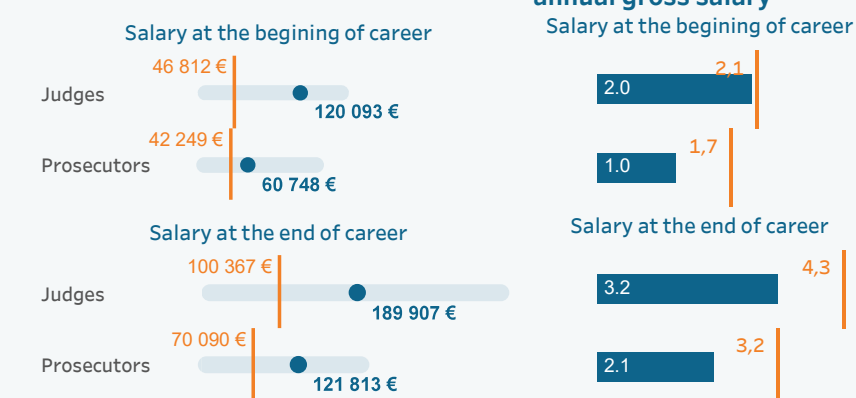 annual gross salary
Salary at the begining of career
Salary at the begining of career
46 812 €
2,1
Judges
2.0
120 093 €
42 249 €
1,7
Prosecutors
1.0
60 748 €
Salary at the end of career
Salary at the end of career
100 367 €
4,3
Judges
3.2
189 907 €
70 090 €
3,2
Prosecutors
2.1
121 813 €